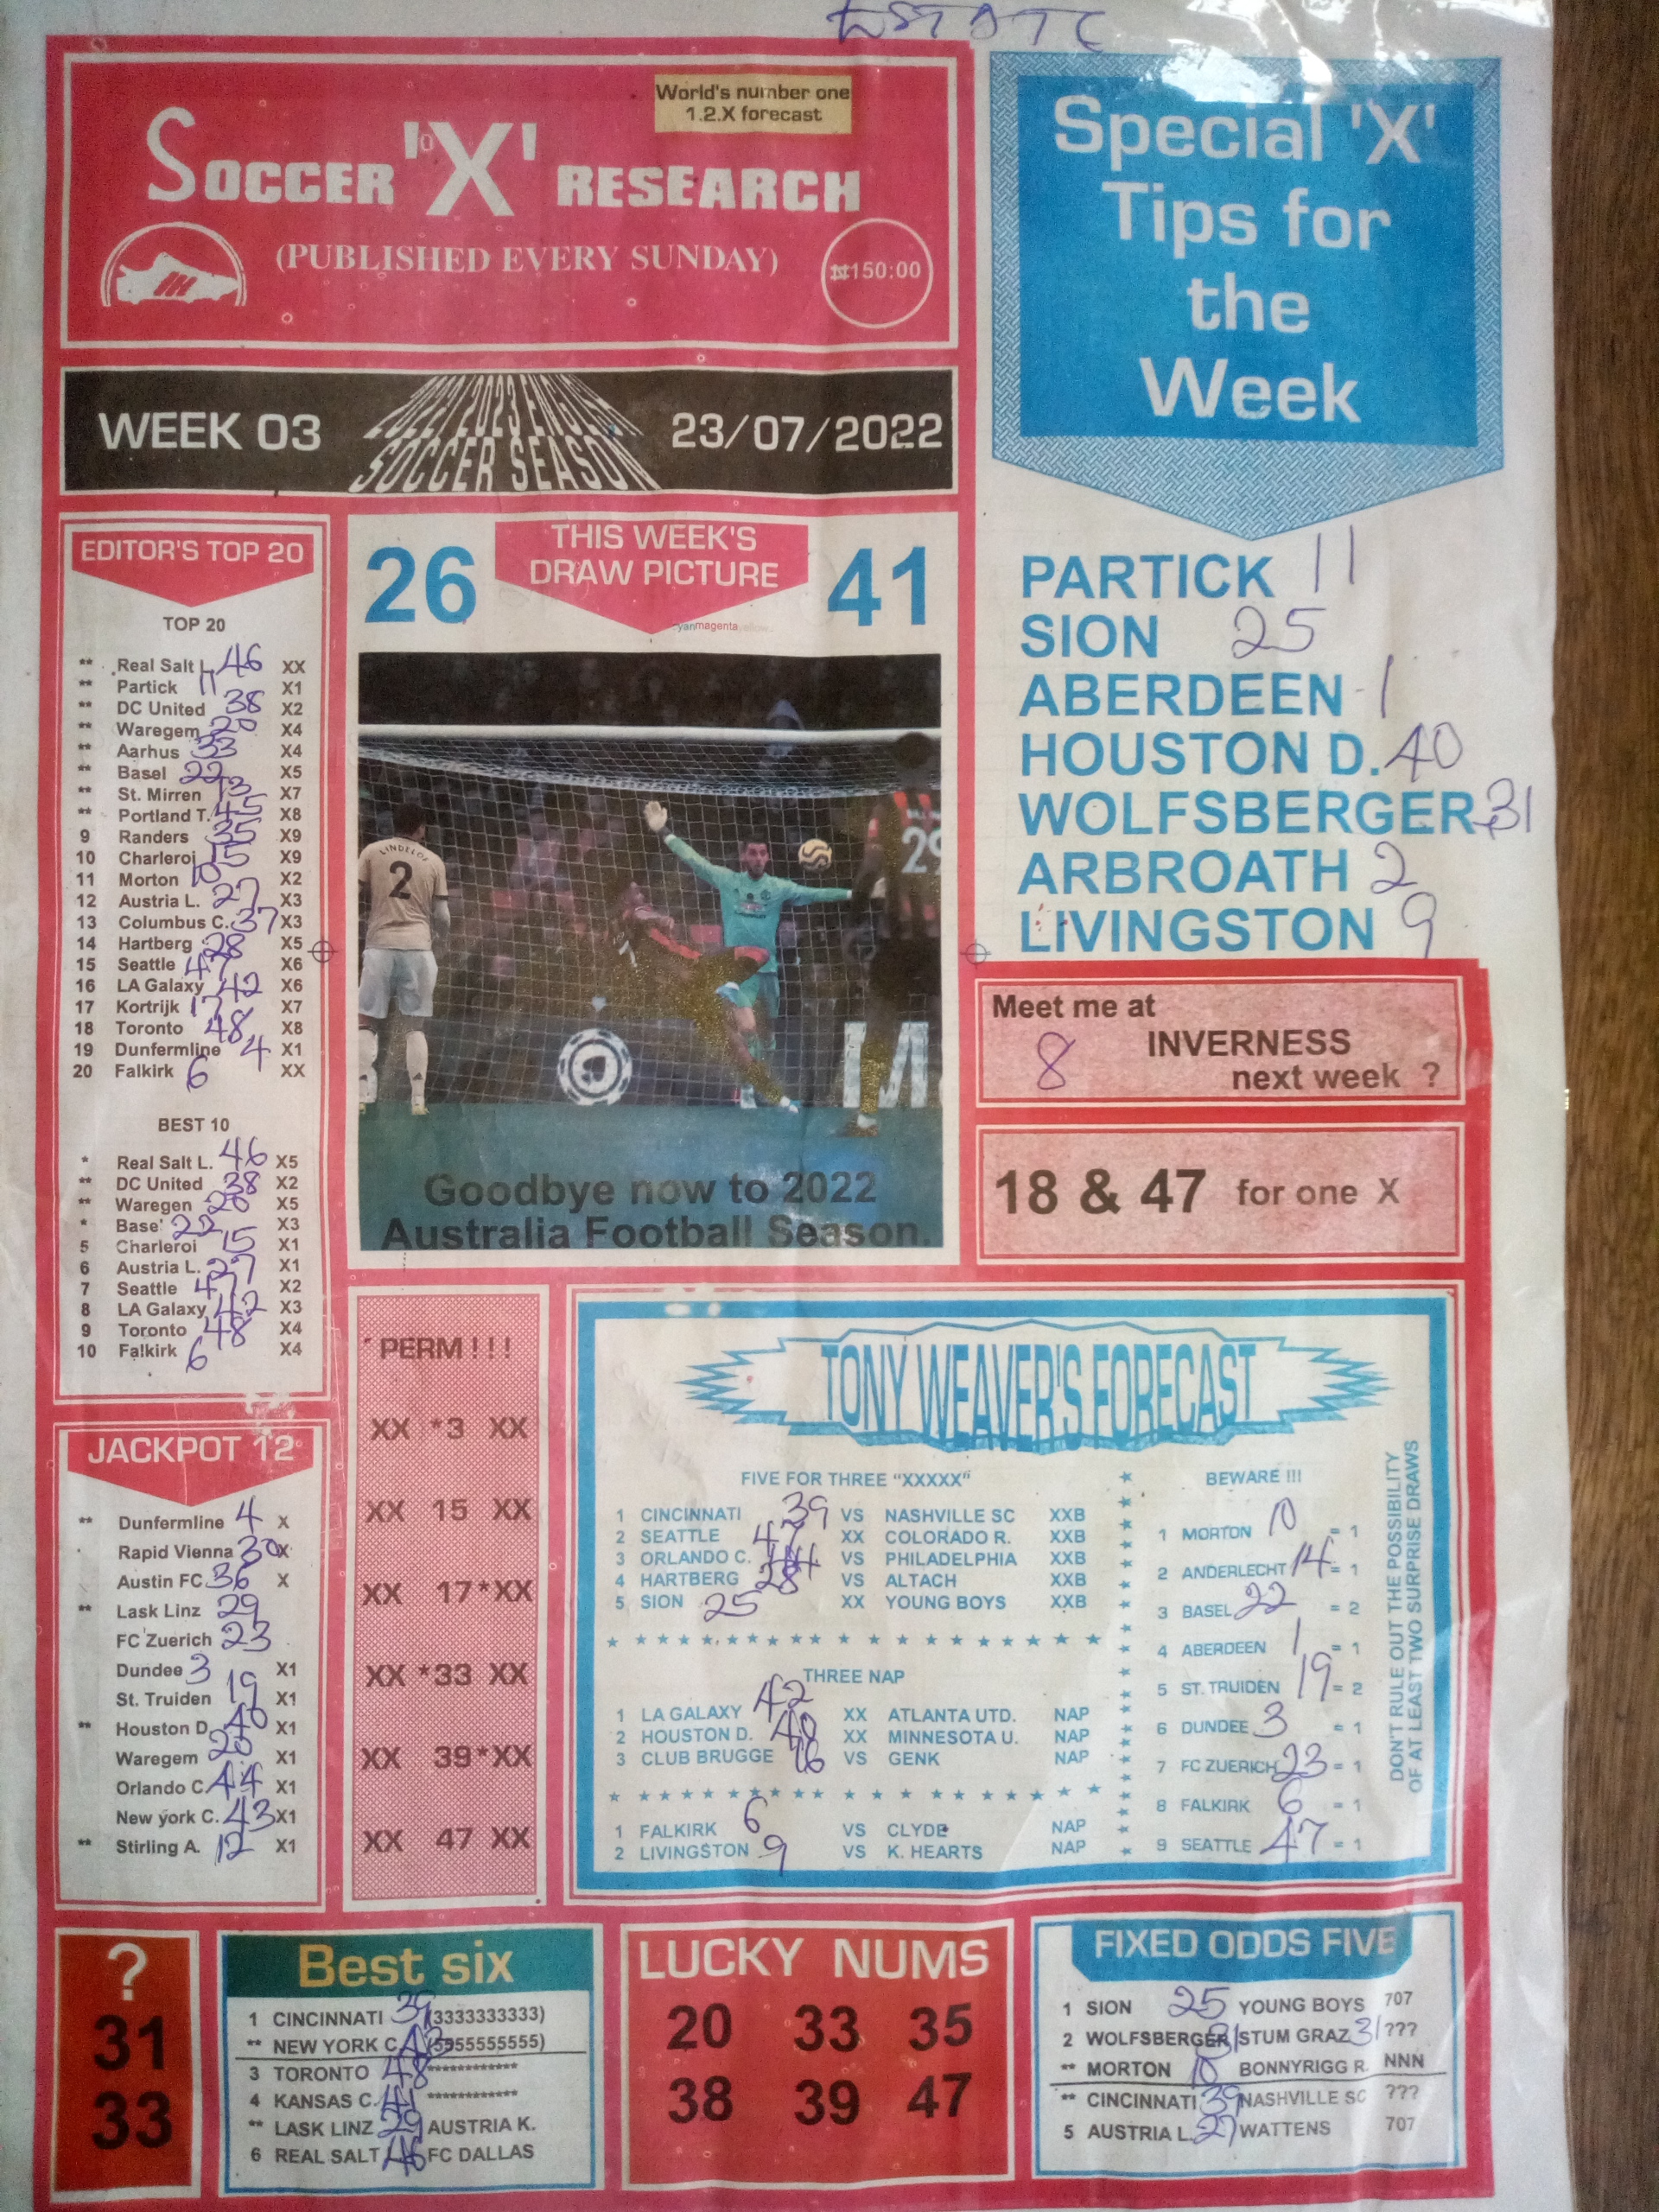 ESTATE
World's number one
1.2.X forecast
SOCCER 'X' RESEARCH
(PUBLISHED EVERY SUNDAY)
₦150:00
WEEK 03
2022/2023 ENGLISH
SOCCER SEASON
23/07/2022
Special 'X'
Tips for
the
Week
PARTICK 11
SION 25
ABERDEEN 1
HOUSTON D. 40
WOLFSBERGER 31
ARBROATH 2
LIVINGSTON 9
Meet me at
8 INVERNESS
next week ?
18 & 47 for one X
EDITOR'S TOP 20
TOP 20
** Real Salt L. 46 XX
** Partick 11 X1
** DC United 38 X2
** Waregem 20 X4
** Aarhus 33 X4
** Basel 22 X5
** St. Mirren 13 X7
** Portland T. 45 X8
9 Randers 35 X9
10 Charleroi 15 X9
11 Morton 10 X2
12 Austria L. 27 X3
13 Columbus C. 37 X3
14 Hartberg 28 X5
15 Seattle 47 X6
16 LA Galaxy 42 X6
17 Kortrijk 17 X7
18 Toronto 48 X8
19 Dunfermline 4 X1
20 Falkirk 6 XX
BEST 10
* Real Salt L. 46 X5
** DC United 38 X2
** Waregen 20 X5
* Base' 22 X3
5 Charleroi 15 X1
6 Austria L. 27 X1
7 Seattle 47 X2
8 LA Galaxy 42 X3
9 Toronto 48 X4
10 Falkirk 6 X4
26
THIS WEEK'S
DRAW PICTURE
41
yanmagentayellow
LINDELOF
2
29
Goodbye now to 2022
Australia Football Season.
JACKPOT 12
** Dunfermline 4 X
Rapid Vienna 30 X
Austin FC 36 X
** Lask Linz 29
FC Zuerich 23
Dundee 3 X1
St. Truiden 19 X1
** Houston D. 40 X1
Waregem 20 X1
Orlando C. 44 X1
New york C. 43 X1
** Stirling A. 12 X1
PERM ! ! !
XX *3 XX
XX 15 XX
XX 17*XX
XX *33 XX
XX 39*XX
XX 47 XX
TONY WEAVER'S FORECAST
FIVE FOR THREE "XXXXX"
1 CINCINNATI 39 VS NASHVILLE SC XXB
2 SEATTLE 47 XX COLORADO R. XXB
3 ORLANDO C. 44 VS PHILADELPHIA XXB
4 HARTBERG 28 VS ALTACH XXB
5 SION 25 XX YOUNG BOYS XXB
THREE NAP
1 LA GALAXY 42 XX ATLANTA UTD. NAP
2 HOUSTON D. 40 XX MINNESOTA U. NAP
3 CLUB BRUGGE 16 VS GENK NAP
1 FALKIRK 6 VS CLYDE NAP
2 LIVINGSTON 9 VS K. HEARTS NAP
BEWARE !!!
1 MORTON 10 = 1
2 ANDERLECHT 14 = 1
3 BASEL 22 = 2
4 ABERDEEN 1 = 1
5 ST. TRUIDEN 19 = 2
6 DUNDEE 3 = 1
7 FC ZUERICH 23 = 1
8 FALKIRK 6 = 1
9 SEATTLE 47 = 1
DON'T RULE OUT THE POSSIBILITY
OF AT LEAST TWO SURPRISE DRAWS
?
31
33
Best six
1 CINCINNATI 39 (3333333333)
** NEW YORK C. 43 (5555555555)
3 TORONTO 48 ************
4 KANSAS C. 41 ************
** LASK LINZ 29 AUSTRIA K.
6 REAL SALT 46 FC DALLAS
LUCKY NUMS
20 33 35
38 39 47
FIXED ODDS FIVE
1 SION 25 YOUNG BOYS 707
2 WOLFSBERGER 31 STUM GRAZ 31 ???
** MORTON 10 BONNYRIGG R. NNN
** CINCINNATI 39 NASHVILLE SC ???
5 AUSTRIA L. 27 WATTENS 707